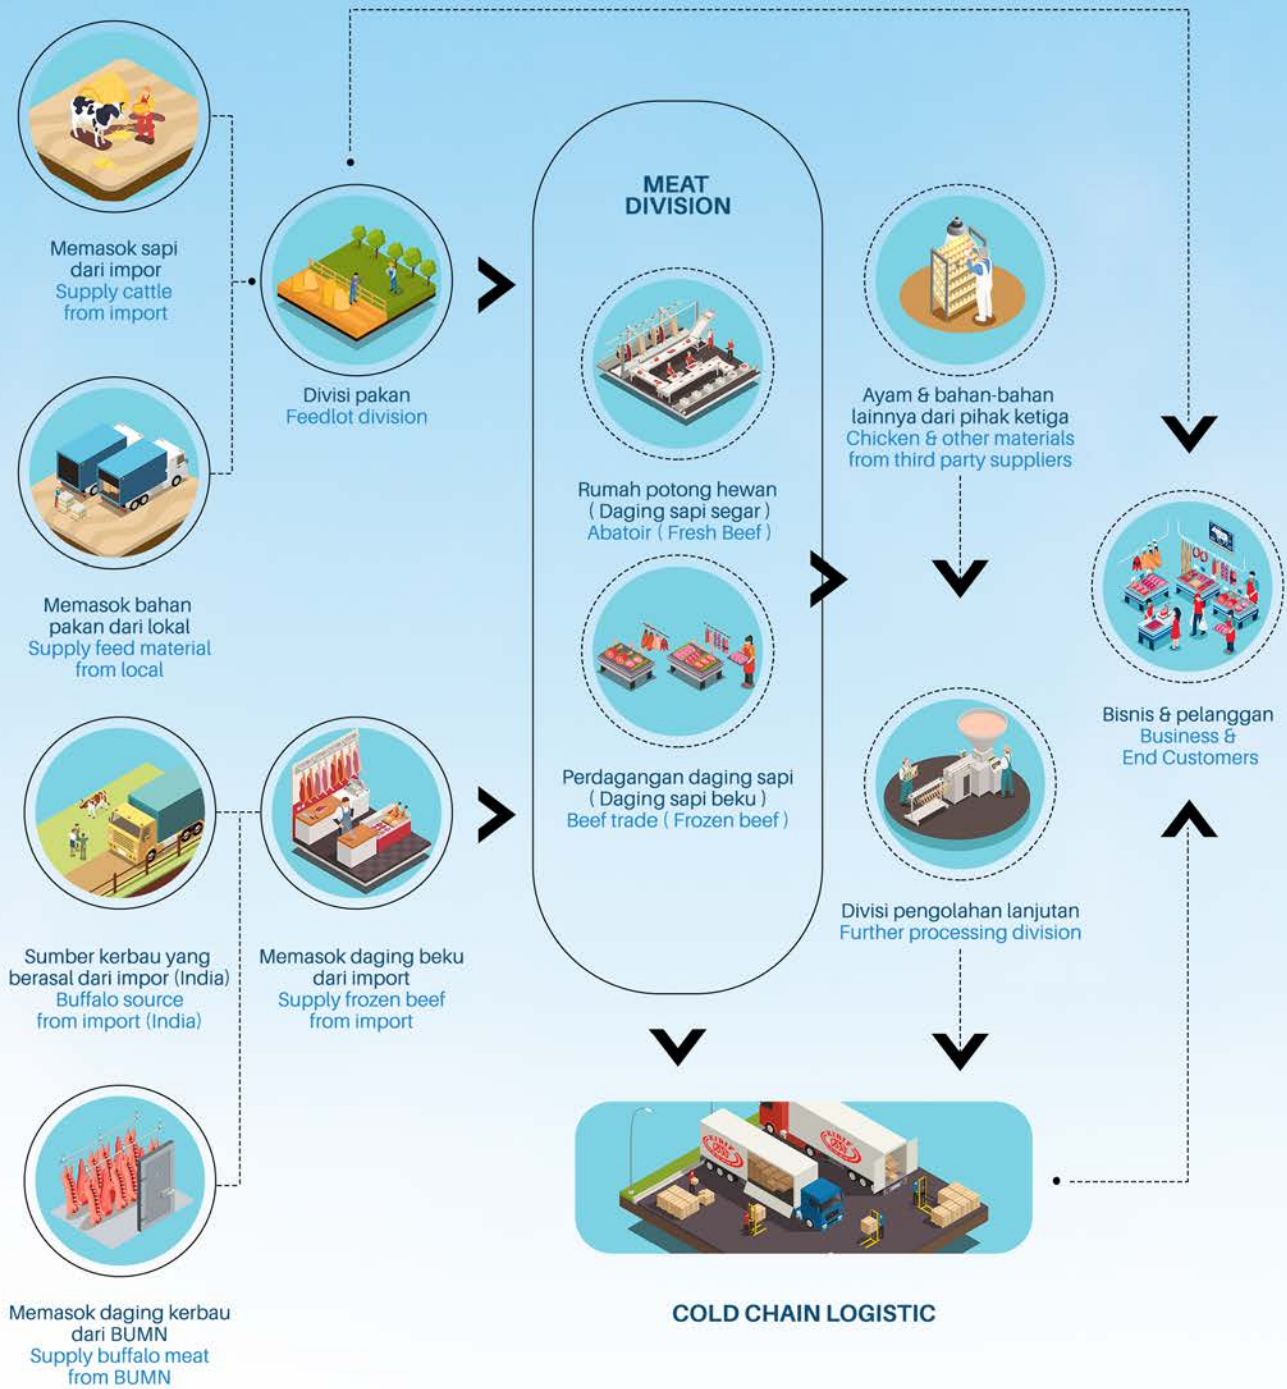 Memasok sapi
dari impor
Supply cattle
from import
Divisi pakan
Feedlot division
Memasok bahan
pakan dari lokal
Supply feed material
from local
MEAT
DIVISION
Rumah potong hewan
( Daging sapi segar )
Abatoir ( Fresh Beef )
Perdagangan daging sapi
( Daging sapi beku )
Beef trade ( Frozen beef )
Ayam & bahan-bahan
lainnya dari pihak ketiga
Chicken & other materials
from third party suppliers
Bisnis & pelanggan
Business &
End Customers
Sumber kerbau yang
berasal dari impor (India)
Buffalo source
from import (India)
Memasok daging beku
dari import
Supply frozen beef
from import
Divisi pengolahan lanjutan
Further processing division
Memasok daging kerbau
dari BUMN
Supply buffalo meat
from BUMN
COLD CHAIN LOGISTIC